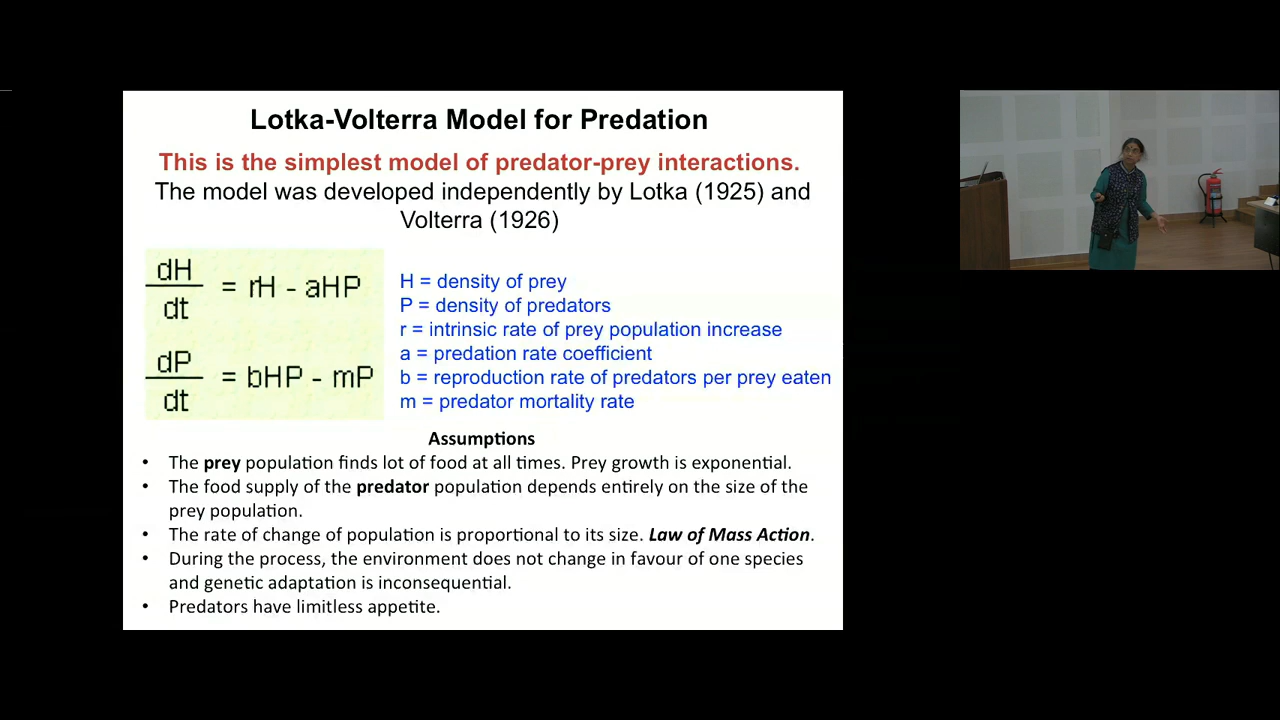 Lotka-Volterra Model for Predation
This is the simplest model of predator-prey interactions.
The model was developed independently by Lotka (1925) and
Volterra (1926)
dH/dt = rH - aHP
dP/dt = bHP - mP
H = density of prey
P = density of predators
r = intrinsic rate of prey population increase
a = predation rate coefficient
b = reproduction rate of predators per prey eaten
m = predator mortality rate
Assumptions
• The prey population finds lot of food at all times. Prey growth is exponential.
• The food supply of the predator population depends entirely on the size of the
prey population.
• The rate of change of population is proportional to its size. Law of Mass Action.
• During the process, the environment does not change in favour of one species
and genetic adaptation is inconsequential.
• Predators have limitless appetite.